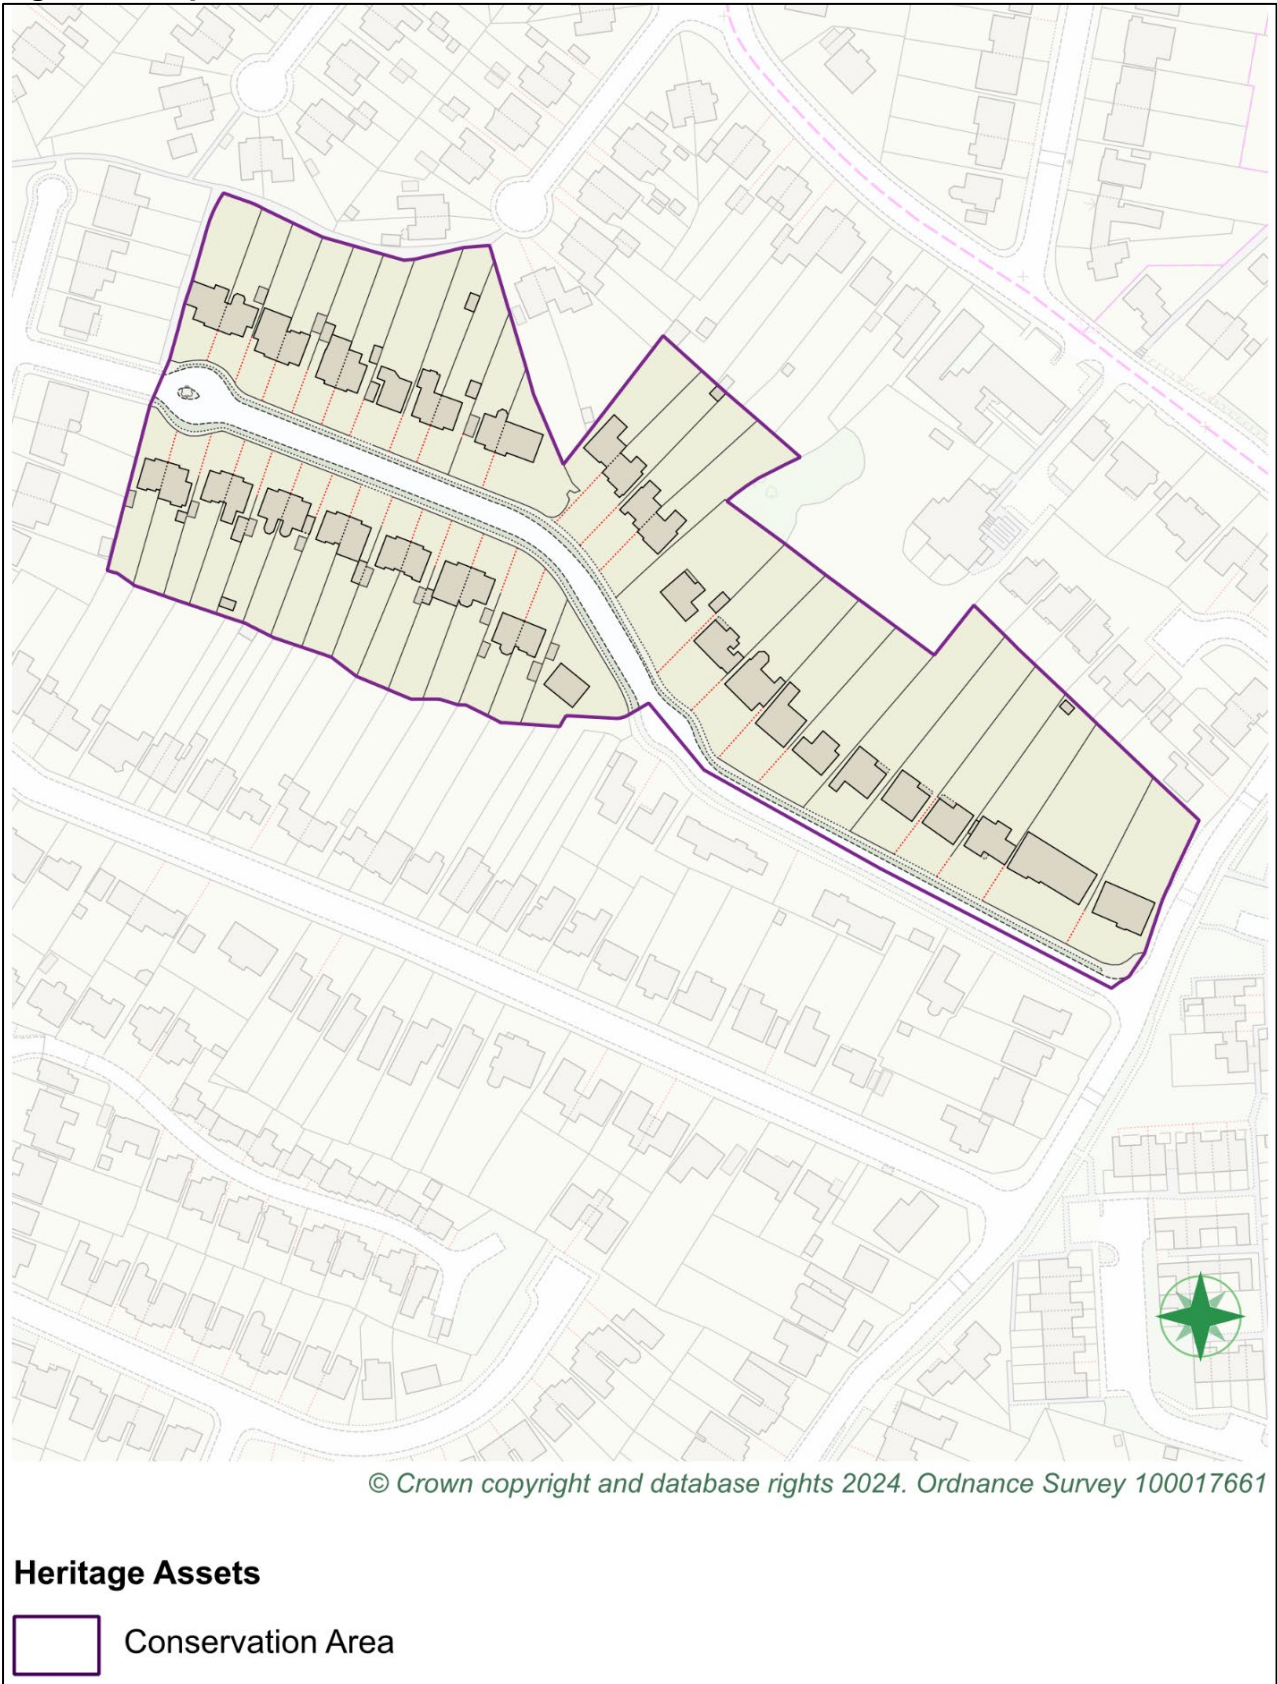 © Crown copyright and database rights 2024. Ordnance Survey 100017661
Heritage Assets
Conservation Area